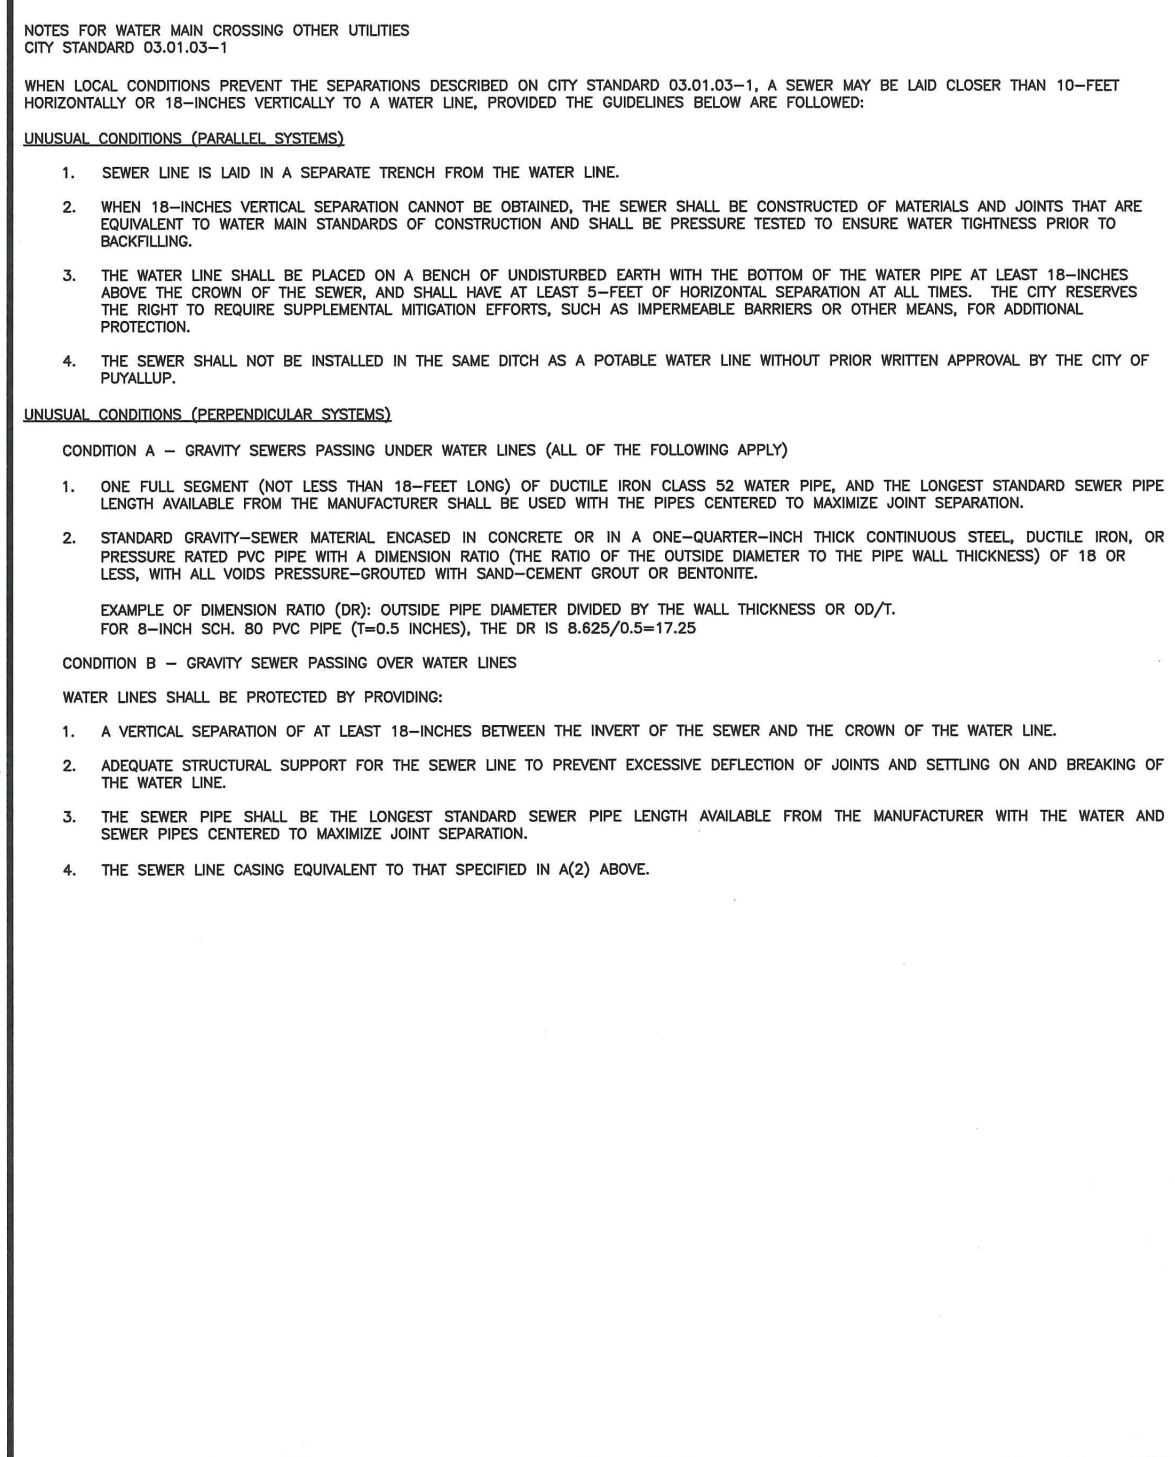 NOTES FOR WATER MAIN CROSSING OTHER UTILITIES
CITY STANDARD 03.01.03–1
WHEN LOCAL CONDITIONS PREVENT THE SEPARATIONS DESCRIBED ON CITY STANDARD 03.01.03–1, A SEWER MAY BE LAID CLOSER THAN 10–FEET
HORIZONTALLY OR 18–INCHES VERTICALLY TO A WATER LINE, PROVIDED THE GUIDELINES BELOW ARE FOLLOWED:
UNUSUAL CONDITIONS (PARALLEL SYSTEMS)
1. SEWER LINE IS LAID IN A SEPARATE TRENCH FROM THE WATER LINE.
2. WHEN 18–INCHES VERTICAL SEPARATION CANNOT BE OBTAINED, THE SEWER SHALL BE CONSTRUCTED OF MATERIALS AND JOINTS THAT ARE
EQUIVALENT TO WATER MAIN STANDARDS OF CONSTRUCTION AND SHALL BE PRESSURE TESTED TO ENSURE WATER TIGHTNESS PRIOR TO
BACKFILLING.
3. THE WATER LINE SHALL BE PLACED ON A BENCH OF UNDISTURBED EARTH WITH THE BOTTOM OF THE WATER PIPE AT LEAST 18–INCHES
ABOVE THE CROWN OF THE SEWER, AND SHALL HAVE AT LEAST 5–FEET OF HORIZONTAL SEPARATION AT ALL TIMES. THE CITY RESERVES
THE RIGHT TO REQUIRE SUPPLEMENTAL MITIGATION EFFORTS, SUCH AS IMPERMEABLE BARRIERS OR OTHER MEANS, FOR ADDITIONAL
PROTECTION.
4. THE SEWER SHALL NOT BE INSTALLED IN THE SAME DITCH AS A POTABLE WATER LINE WITHOUT PRIOR WRITTEN APPROVAL BY THE CITY OF
PUYALLUP.
UNUSUAL CONDITIONS (PERPENDICULAR SYSTEMS)
CONDITION A – GRAVITY SEWERS PASSING UNDER WATER LINES (ALL OF THE FOLLOWING APPLY)
1. ONE FULL SEGMENT (NOT LESS THAN 18–FEET LONG) OF DUCTILE IRON CLASS 52 WATER PIPE, AND THE LONGEST STANDARD SEWER PIPE
LENGTH AVAILABLE FROM THE MANUFACTURER SHALL BE USED WITH THE PIPES CENTERED TO MAXIMIZE JOINT SEPARATION.
2. STANDARD GRAVITY–SEWER MATERIAL ENCASED IN CONCRETE OR IN A ONE–QUARTER–INCH THICK CONTINUOUS STEEL, DUCTILE IRON, OR
PRESSURE RATED PVC PIPE WITH A DIMENSION RATIO (THE RATIO OF THE OUTSIDE DIAMETER TO THE PIPE WALL THICKNESS) OF 18 OR
LESS, WITH ALL VOIDS PRESSURE–GROUTED WITH SAND–CEMENT GROUT OR BENTONITE.
EXAMPLE OF DIMENSION RATIO (DR): OUTSIDE PIPE DIAMETER DIVIDED BY THE WALL THICKNESS OR OD/T.
FOR 8–INCH SCH. 80 PVC PIPE (T=0.5 INCHES), THE DR IS 8.625/0.5=17.25
CONDITION B – GRAVITY SEWER PASSING OVER WATER LINES
WATER LINES SHALL BE PROTECTED BY PROVIDING:
1. A VERTICAL SEPARATION OF AT LEAST 18–INCHES BETWEEN THE INVERT OF THE SEWER AND THE CROWN OF THE WATER LINE.
2. ADEQUATE STRUCTURAL SUPPORT FOR THE SEWER LINE TO PREVENT EXCESSIVE DEFLECTION OF JOINTS AND SETTLING ON AND BREAKING OF
THE WATER LINE.
3. THE SEWER PIPE SHALL BE THE LONGEST STANDARD SEWER PIPE LENGTH AVAILABLE FROM THE MANUFACTURER WITH THE WATER AND
SEWER PIPES CENTERED TO MAXIMIZE JOINT SEPARATION.
4. THE SEWER LINE CASING EQUIVALENT TO THAT SPECIFIED IN A(2) ABOVE.